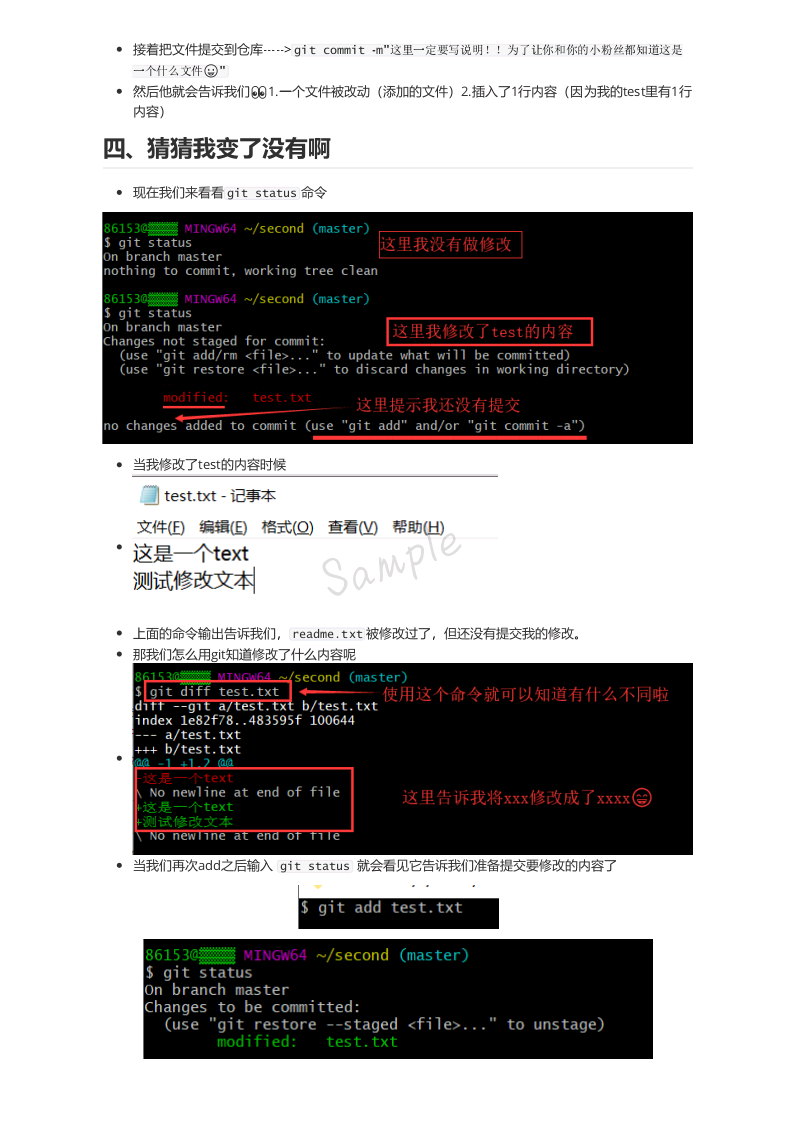 接着把文件提交到仓库-----> git commit -m"这里一定要写说明！！为了让你和你的小粉丝都知道这是
一个什么文件😀"
然后他就会告诉我们👀1.一个文件被改动（添加的文件）2.插入了1行内容（因为我的test里有1行
内容）
四、猜猜我变了没有啊
现在我们来看看 git status 命令
86153@▒▒▒▒ MINGW64 ~/second (master)
$ git status
这里我没有做修改
On branch master
nothing to commit, working tree clean
86153@▒▒▒▒ MINGW64 ~/second (master)
$ git status
On branch master
这里我修改了test的内容
Changes not staged for commit:
(use "git add/rm <file>..." to update what will be committed)
(use "git restore <file>..." to discard changes in working directory)
modified: test.txt
这里提示我还没有提交
no changes added to commit (use "git add" and/or "git commit -a")
当我修改了test的内容时候
test.txt - 记事本
文件(F) 编辑(E) 格式(O) 查看(V) 帮助(H)
这是一个text
测试修改文本
Sample
上面的命令输出告诉我们， readme.txt 被修改过了，但还没有提交我的修改。
那我们怎么用git知道修改了什么内容呢
86153@▒▒▒▒ MINGW64 ~/second (master)
$ git diff test.txt
使用这个命令就可以知道有什么不同啦
diff --git a/test.txt b/test.txt
index 1e82f78..483595f 100644
--- a/test.txt
+++ b/test.txt
@@ -1 +1,2 @@
-这是一个text
\ No newline at end of file
这里告诉我将xxx修改成了xxxx😄
+这是一个text
+测试修改文本
\ No newline at end of file
当我们再次add之后输入 git status 就会看见它告诉我们准备提交要修改的内容了
$ git add test.txt
86153@▒▒▒▒ MINGW64 ~/second (master)
$ git status
On branch master
Changes to be committed:
(use "git restore --staged <file>..." to unstage)
modified: test.txt